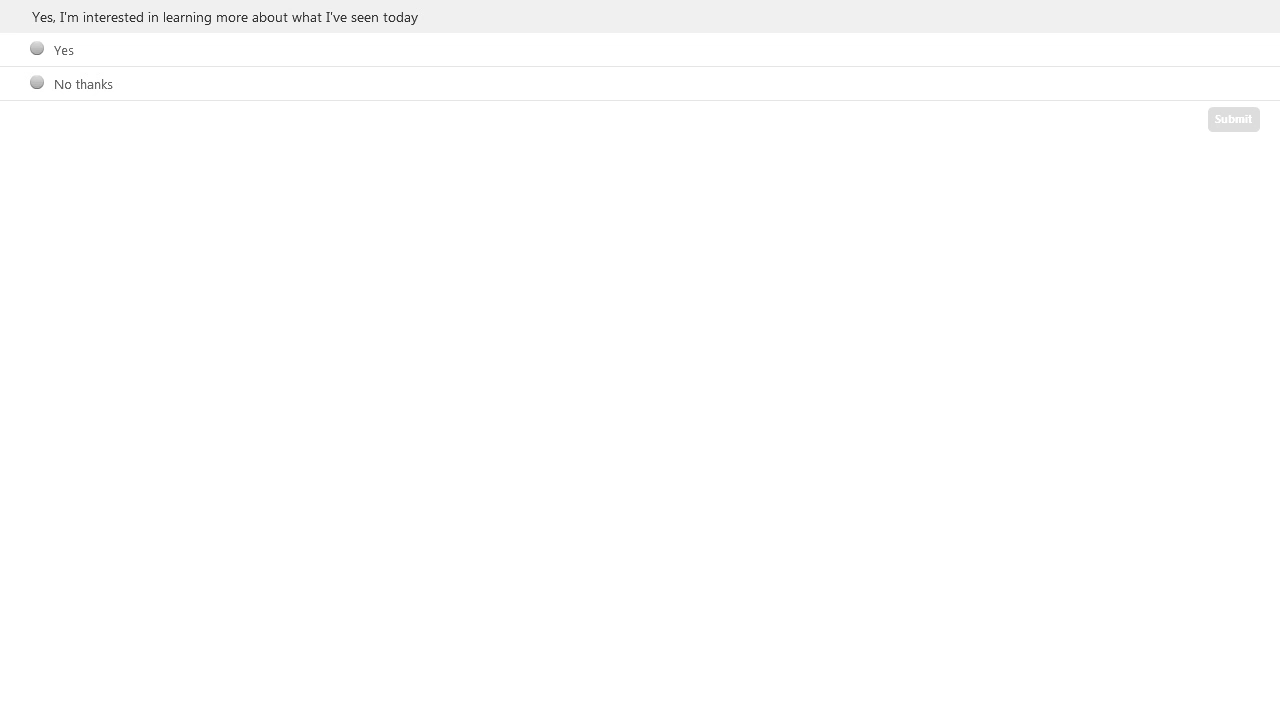 Yes, I'm interested in learning more about what I've seen today
Yes
No thanks
Submit